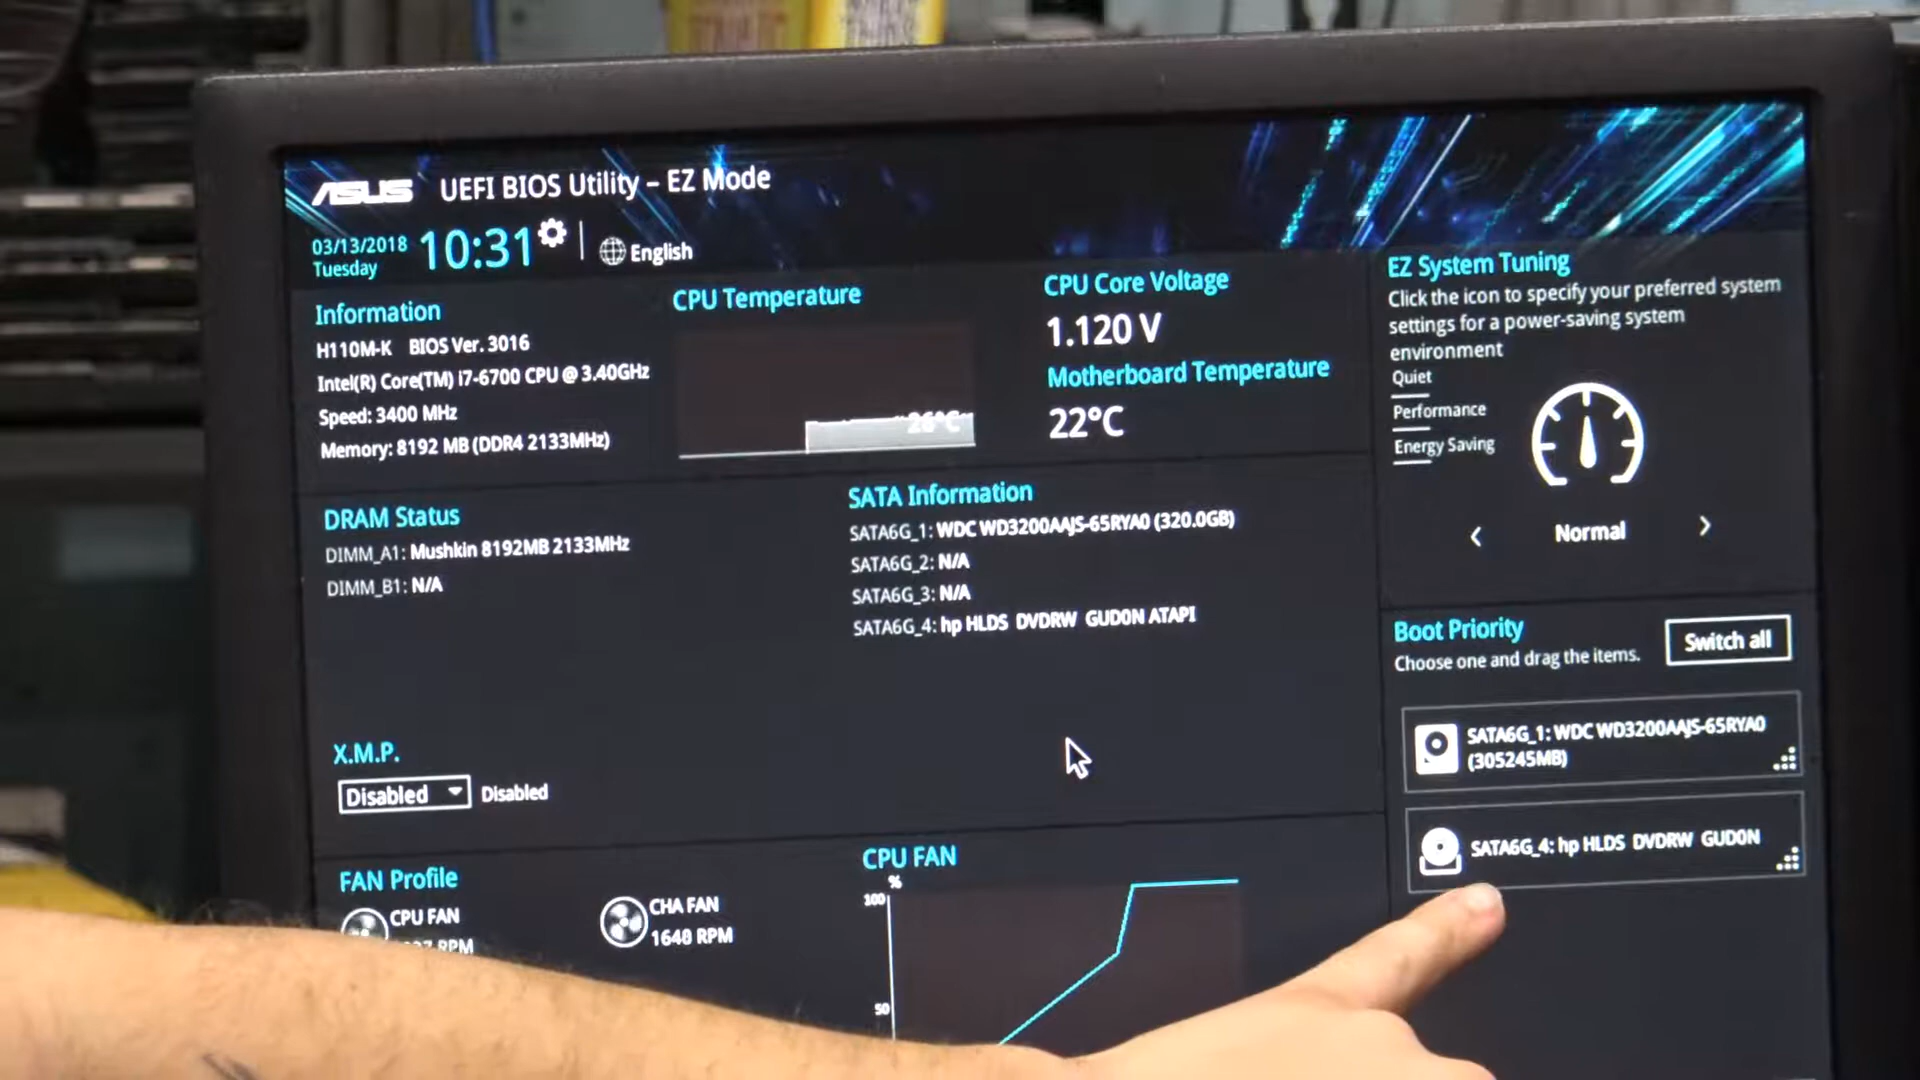 ASUS UEFI BIOS Utility – EZ Mode
03/13/2018
Tuesday
10:31
English
Information
H110M-K BIOS Ver. 3016
Intel(R) Core(TM) i7-6700 CPU @ 3.40GHz
Speed: 3400 MHz
Memory: 8192 MB (DDR4 2133MHz)
CPU Temperature
26°C
CPU Core Voltage
1.120 V
Motherboard Temperature
22°C
EZ System Tuning
Click the icon to specify your preferred system
settings for a power-saving system
environment
Quiet
Performance
Energy Saving
Normal
DRAM Status
DIMM_A1: Mushkin 8192MB 2133MHz
DIMM_B1: N/A
SATA Information
SATA6G_1: WDC WD3200AAJS-65RYA0 (320.0GB)
SATA6G_2: N/A
SATA6G_3: N/A
SATA6G_4: hp HLDS DVDRW GUD0N ATAPI
Boot Priority
Choose one and drag the items.
Switch all
SATA6G_1: WDC WD3200AAJS-65RYA0
(305245MB)
SATA6G_4: hp HLDS DVDRW GUD0N
X.M.P.
Disabled Disabled
FAN Profile
CPU FAN
RPM
CHA FAN
1640 RPM
CPU FAN
%
100
50